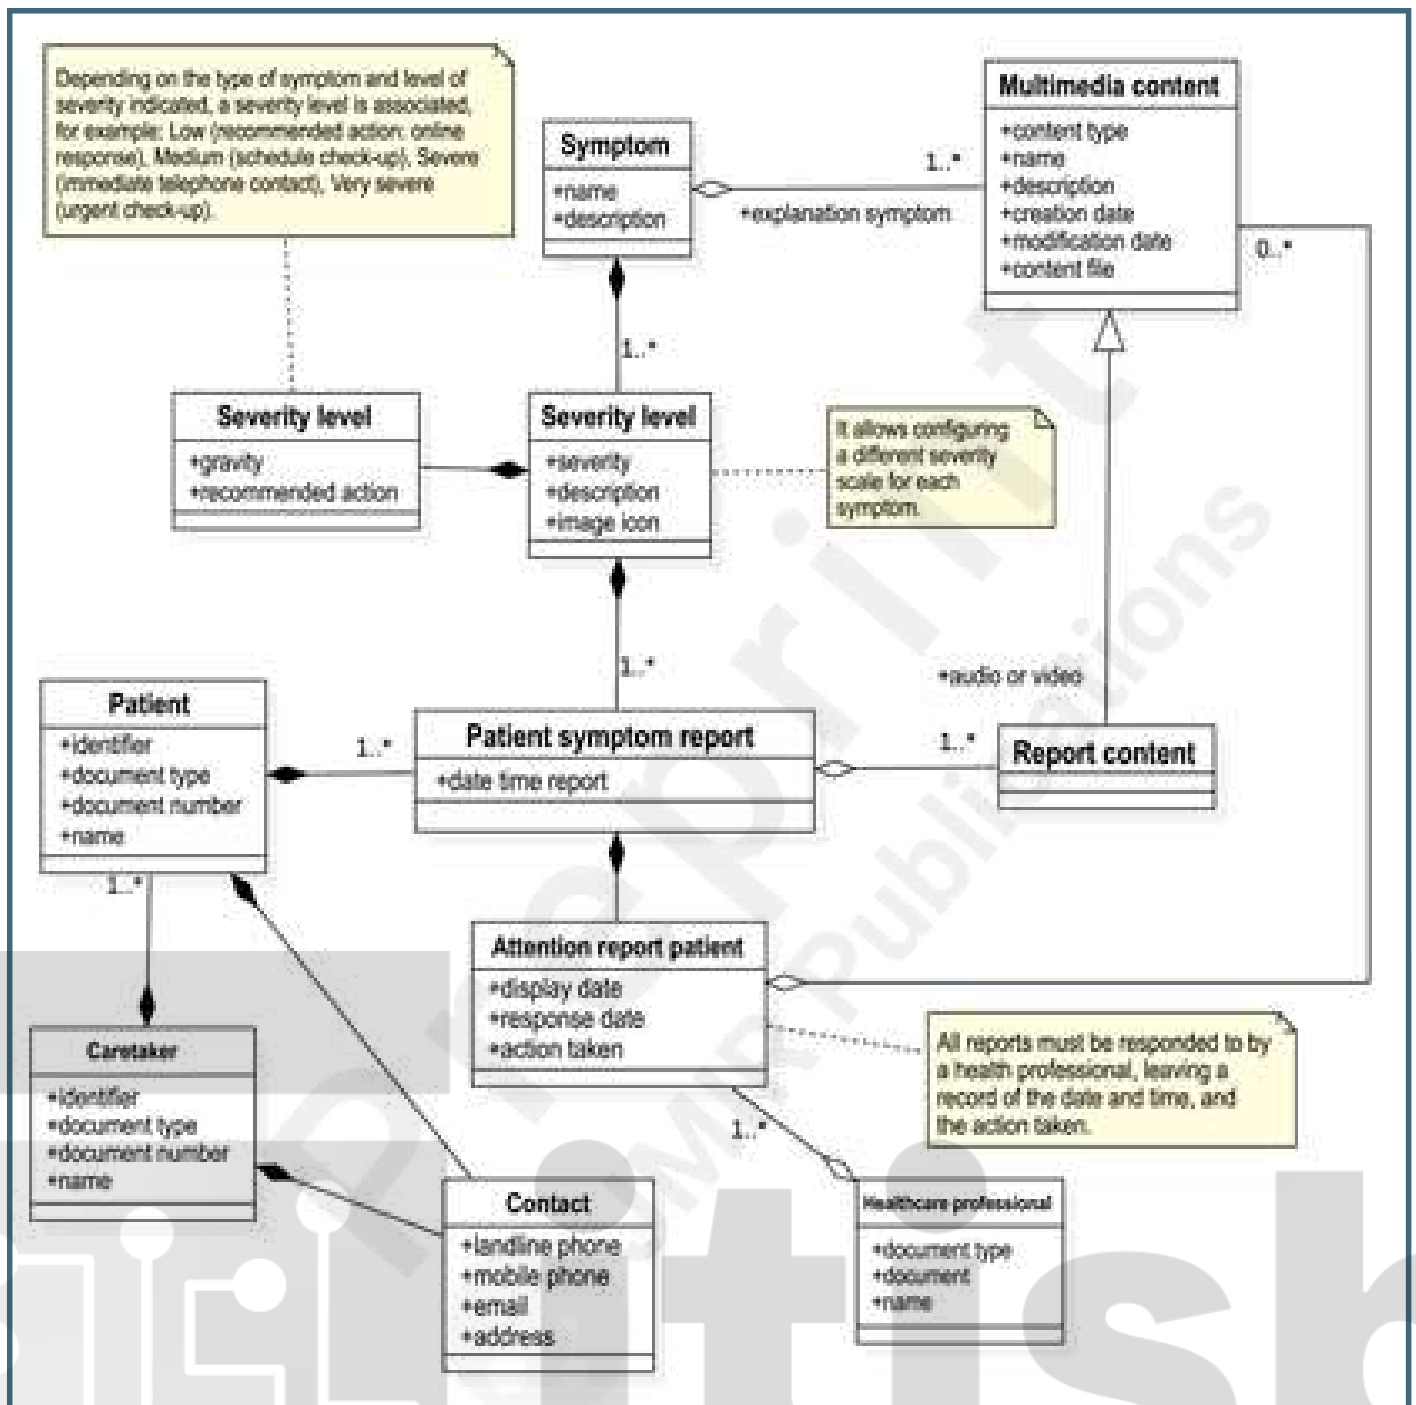 Depending on the type of symptom and level of
severity indicated, a severity level is associated,
for example: Low (recommended action: online
response), Medium (schedule check-up), Severe
(immediate telephone contact), Very severe
(urgent check-up).
Symptom
+name
+description
1..*
+explanation symptom
Multimedia content
+content type
+name
+description
+creation date
+modification date
+content file
0..*
1..*
Severity level
+gravity
+recommended action
Severity level
+severity
+description
+image icon
It allows configuring
a different severity
scale for each
symptom.
1..*
+audio or video
Patient
+identifier
+document type
+document number
+name
1..*
Patient symptom report
+date time report
1..*
Report content
1..*
Attention report patient
+display date
+response date
+action taken
All reports must be responded to by
a health professional, leaving a
record of the date and time, and
the action taken.
Caretaker
+identifier
+document type
+document number
+name
1..*
Contact
+landline phone
+mobile phone
+email
+address
Healthcare professional
+document type
+document
+name
Preprint
JMIR Publications